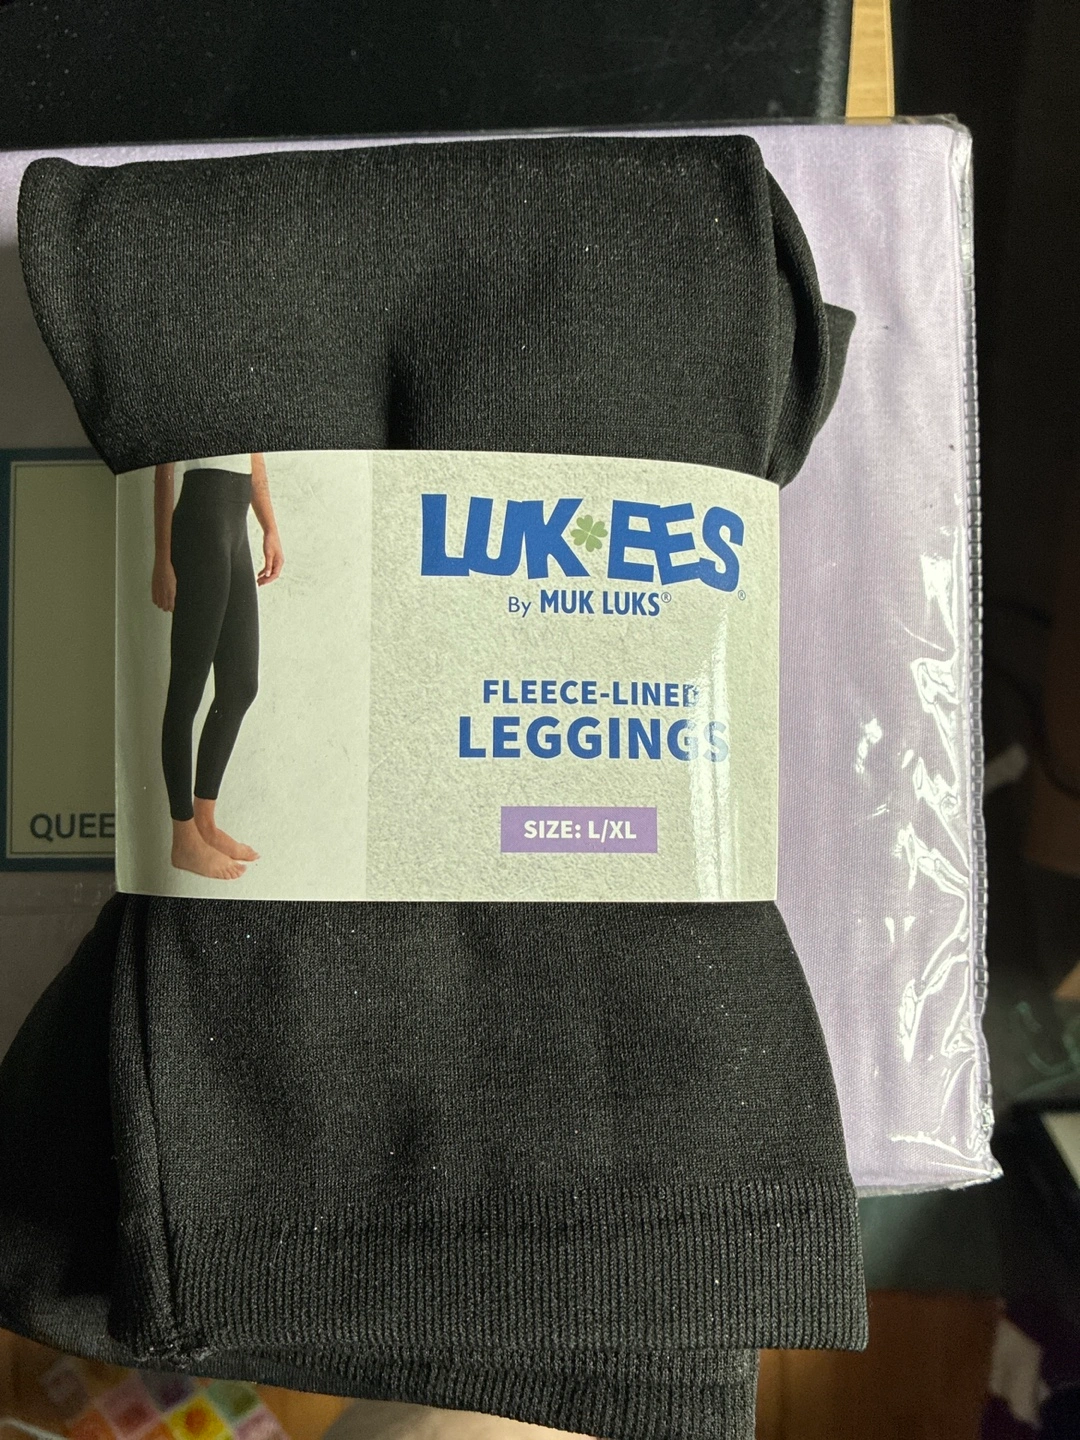 LUK EES®
By MUK LUKS®
FLEECE-LINED
LEGGINGS
SIZE: L/XL
QUEE